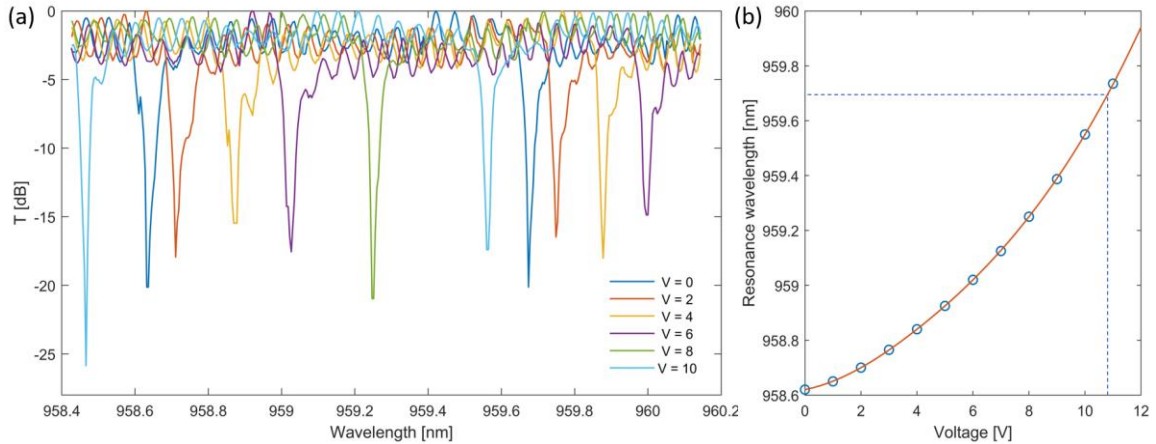 (a)
T [dB]
0
-5
-10
-15
-20
-25
V = 0
V = 2
V = 4
V = 6
V = 8
V = 10
958.4 958.6 958.8 959 959.2 959.4 959.6 959.8 960 960.2
Wavelength [nm]
(b)
Resonance wavelength [nm]
960
959.8
959.6
959.4
959.2
959
958.8
958.6
0 2 4 6 8 10 12
Voltage [V]